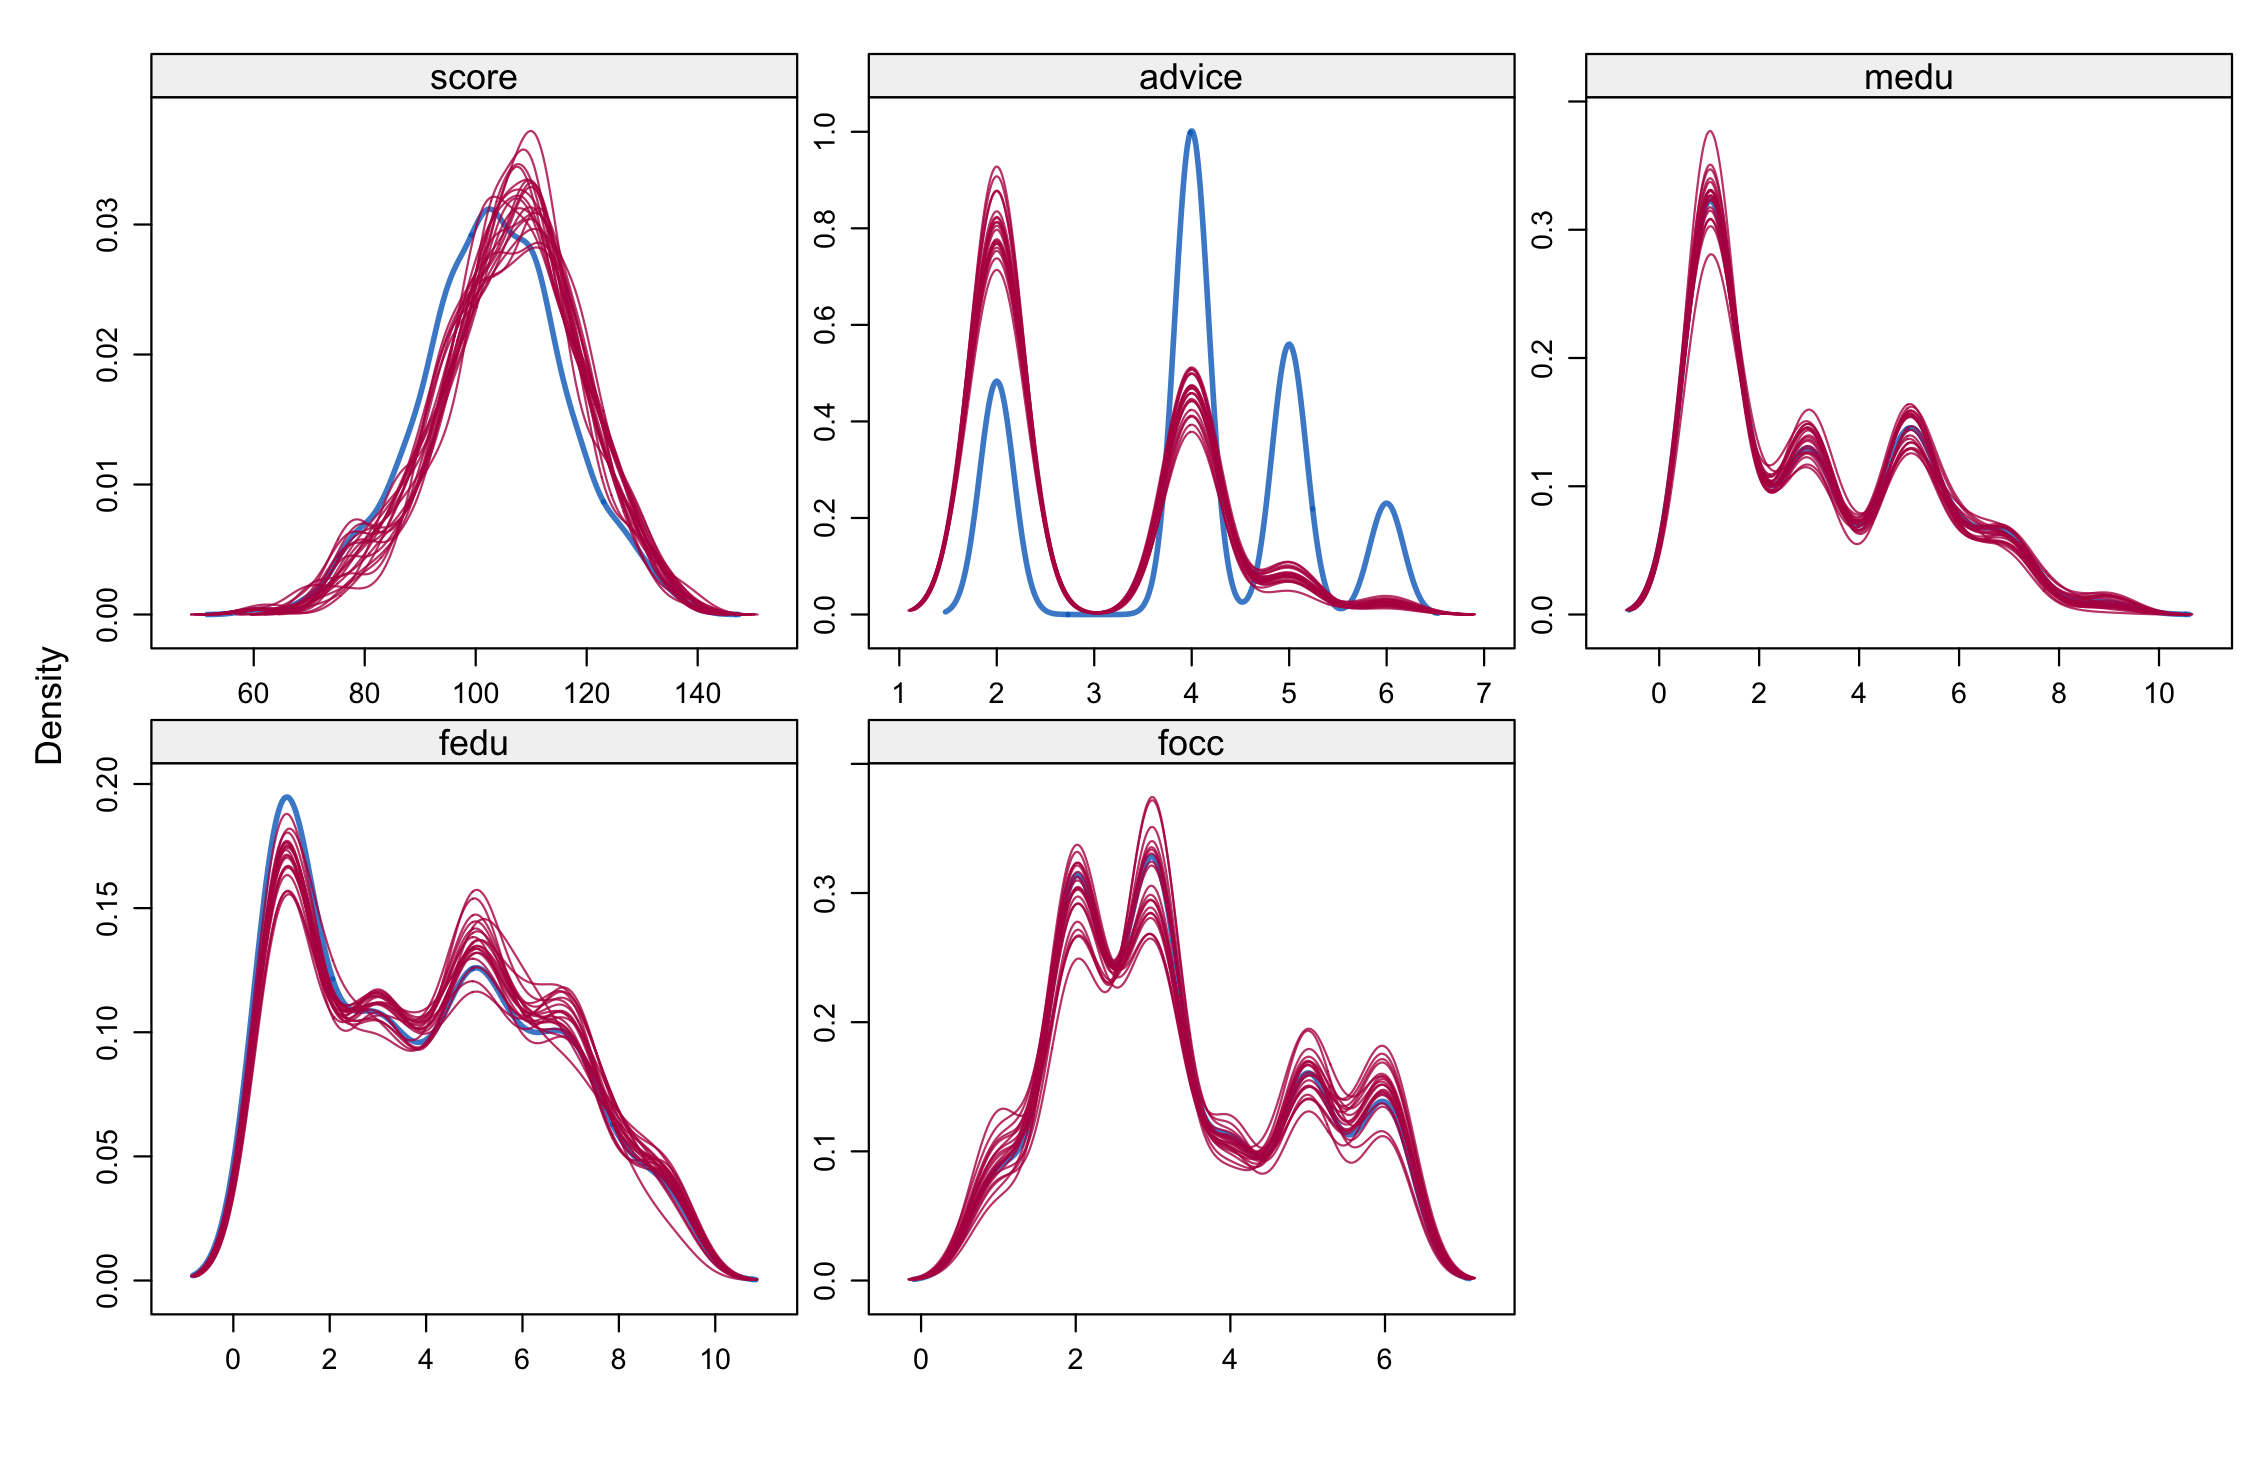 score
advice
medu
0.00 0.01 0.02 0.03
0.0 0.2 0.4 0.6 0.8 1.0
0.0 0.1 0.2 0.3
60 80 100 120 140
1 2 3 4 5 6 7
0 2 4 6 8 10
Density
fedu
focc
0.00 0.05 0.10 0.15 0.20
0.0 0.1 0.2 0.3
0 2 4 6 8 10
0 2 4 6